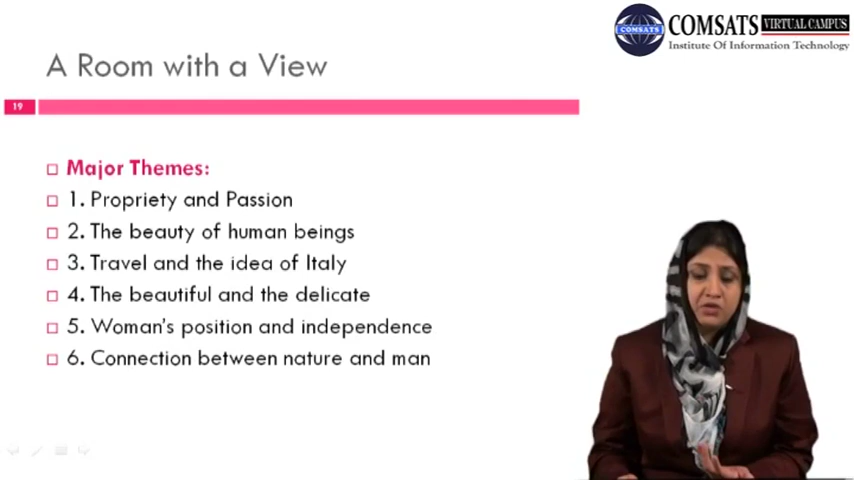 COMSATS VIRTUAL CAMPUS
COMSATS
Institute Of Information Technology
A Room with a View
19
Major Themes:
1. Propriety and Passion
2. The beauty of human beings
3. Travel and the idea of Italy
4. The beautiful and the delicate
5. Woman's position and independence
6. Connection between nature and man